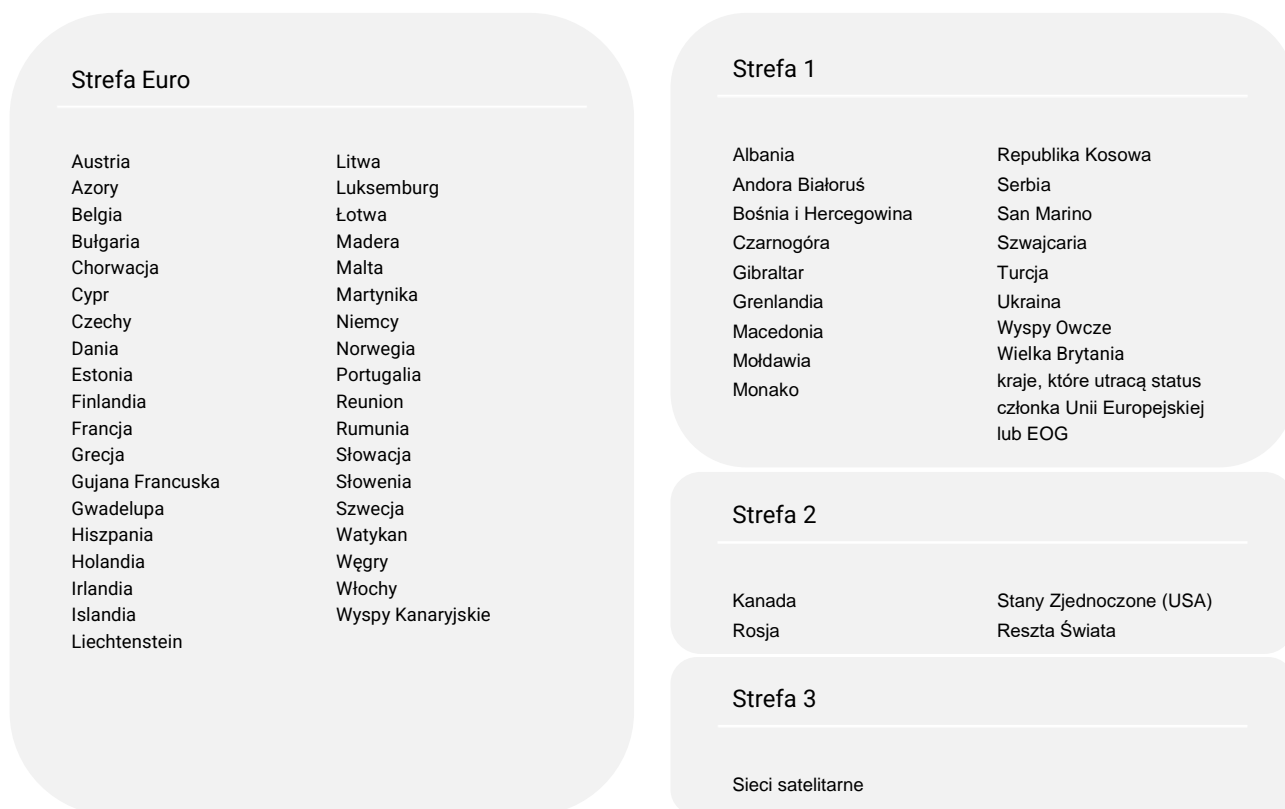 Strefa Euro
Austria
Azory
Belgia
Bułgaria
Chorwacja
Cypr
Czechy
Dania
Estonia
Finlandia
Francja
Grecja
Gujana Francuska
Gwadelupa
Hiszpania
Holandia
Irlandia
Islandia
Liechtenstein
Litwa
Luksemburg
Łotwa
Madera
Malta
Martynika
Niemcy
Norwegia
Portugalia
Reunion
Rumunia
Słowacja
Słowenia
Szwecja
Watykan
Węgry
Włochy
Wyspy Kanaryjskie
Strefa 1
Albania
Andora Białoruś
Bośnia i Hercegowina
Czarnogóra
Gibraltar
Grenlandia
Macedonia
Mołdawia
Monako
Republika Kosowa
Serbia
San Marino
Szwajcaria
Turcja
Ukraina
Wyspy Owcze
Wielka Brytania
kraje, które utracą status
członka Unii Europejskiej
lub EOG
Strefa 2
Kanada
Rosja
Stany Zjednoczone (USA)
Reszta Świata
Strefa 3
Sieci satelitarne